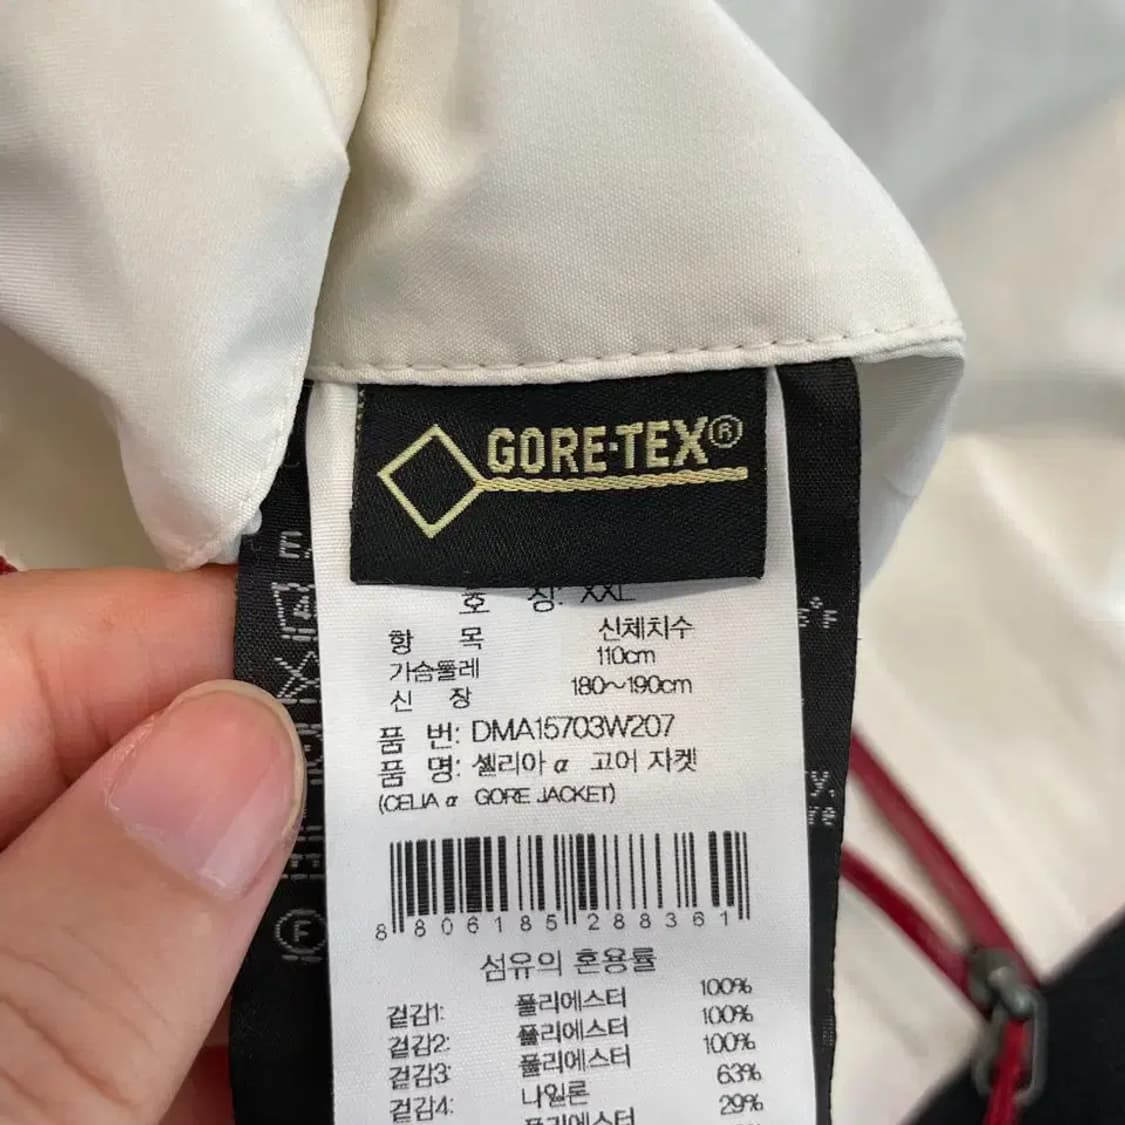 GORE-TEX®
호 장: XXL
항 목 신체치수
가슴둘레 110cm
신 장 180~190cm
품 번: DMA15703W207
품 명: 셀리아 α 고어 자켓
(CELIA α GORE JACKET)
8 806185 288361
섬유의 혼용률
겉감1: 폴리에스터 100%
겉감2: 폴리에스터 100%
겉감3: 폴리에스터 100%
겉감4: 나일론 63%
폴리에스터 29%
F